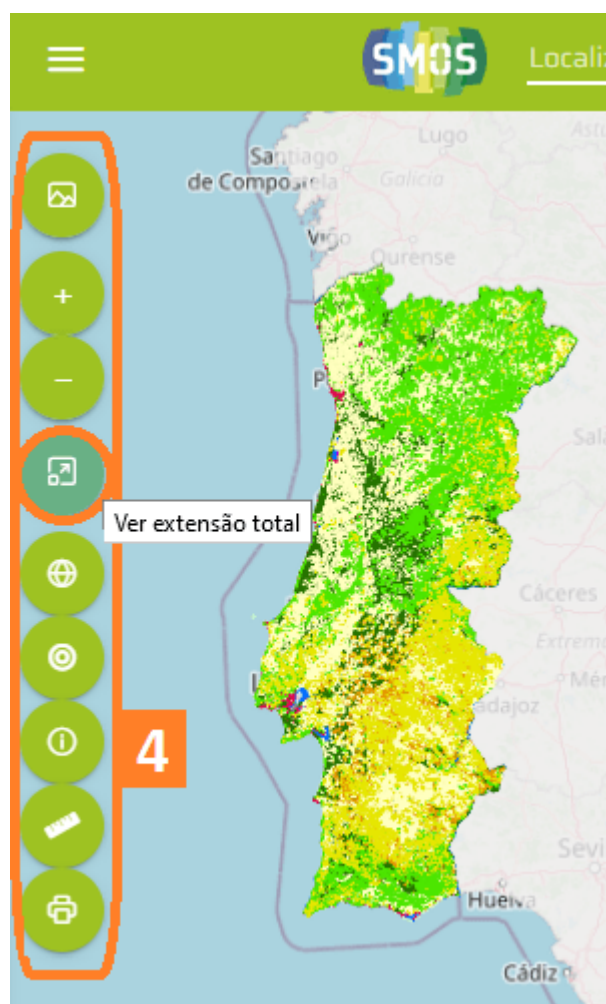 SMOS
Localiz
Lugo
Santiago
de Compostela
Galicia
Vigo
Ourense
P
Sala
Ver extensão total
Cáceres
Extrem
Mér
adajoz
L
4
Sevi
Huelva
Cádiz